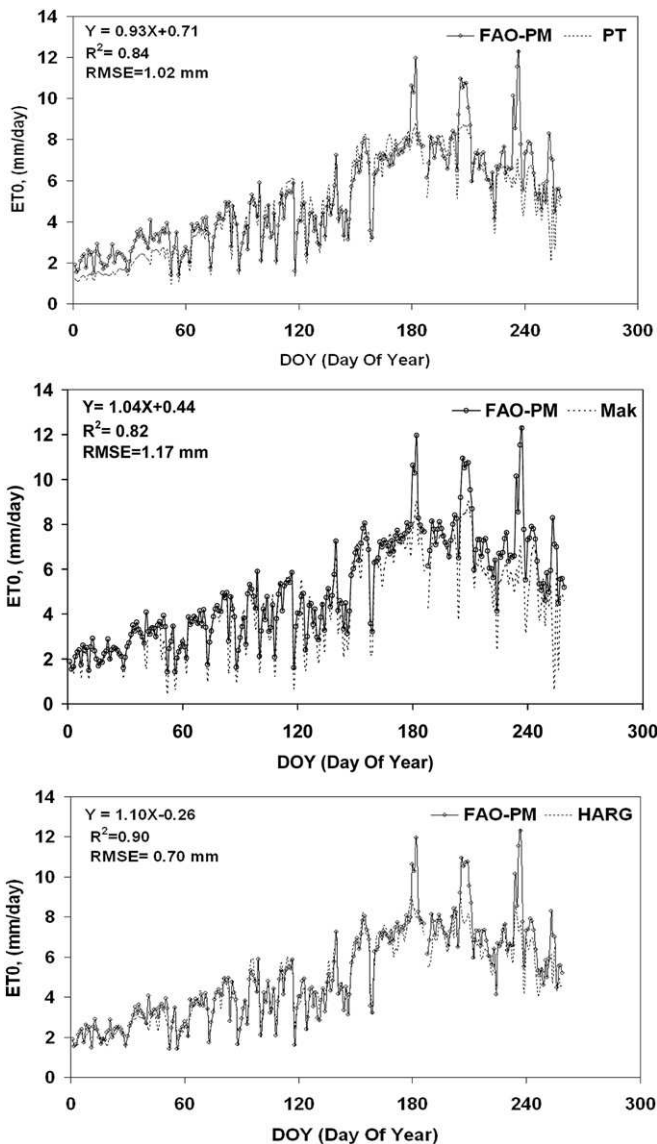 Y = 0.93X+0.71
R²= 0.84
RMSE=1.02 mm
FAO-PM PT
14
12
10
8
6
4
2
0
ET0, (mm/day)
0 60 120 180 240 300
DOY (Day Of Year)
Y= 1.04X+0.44
R²= 0.82
RMSE=1.17 mm
FAO-PM Mak
14
12
10
8
6
4
2
0
ET0, (mm/day)
0 60 120 180 240 300
DOY (Day Of Year)
Y = 1.10X-0.26
R²=0.90
RMSE= 0.70 mm
FAO-PM HARG
14
12
10
8
6
4
2
0
ET0, (mm/day)
0 60 120 180 240 300
DOY (Day Of Year)